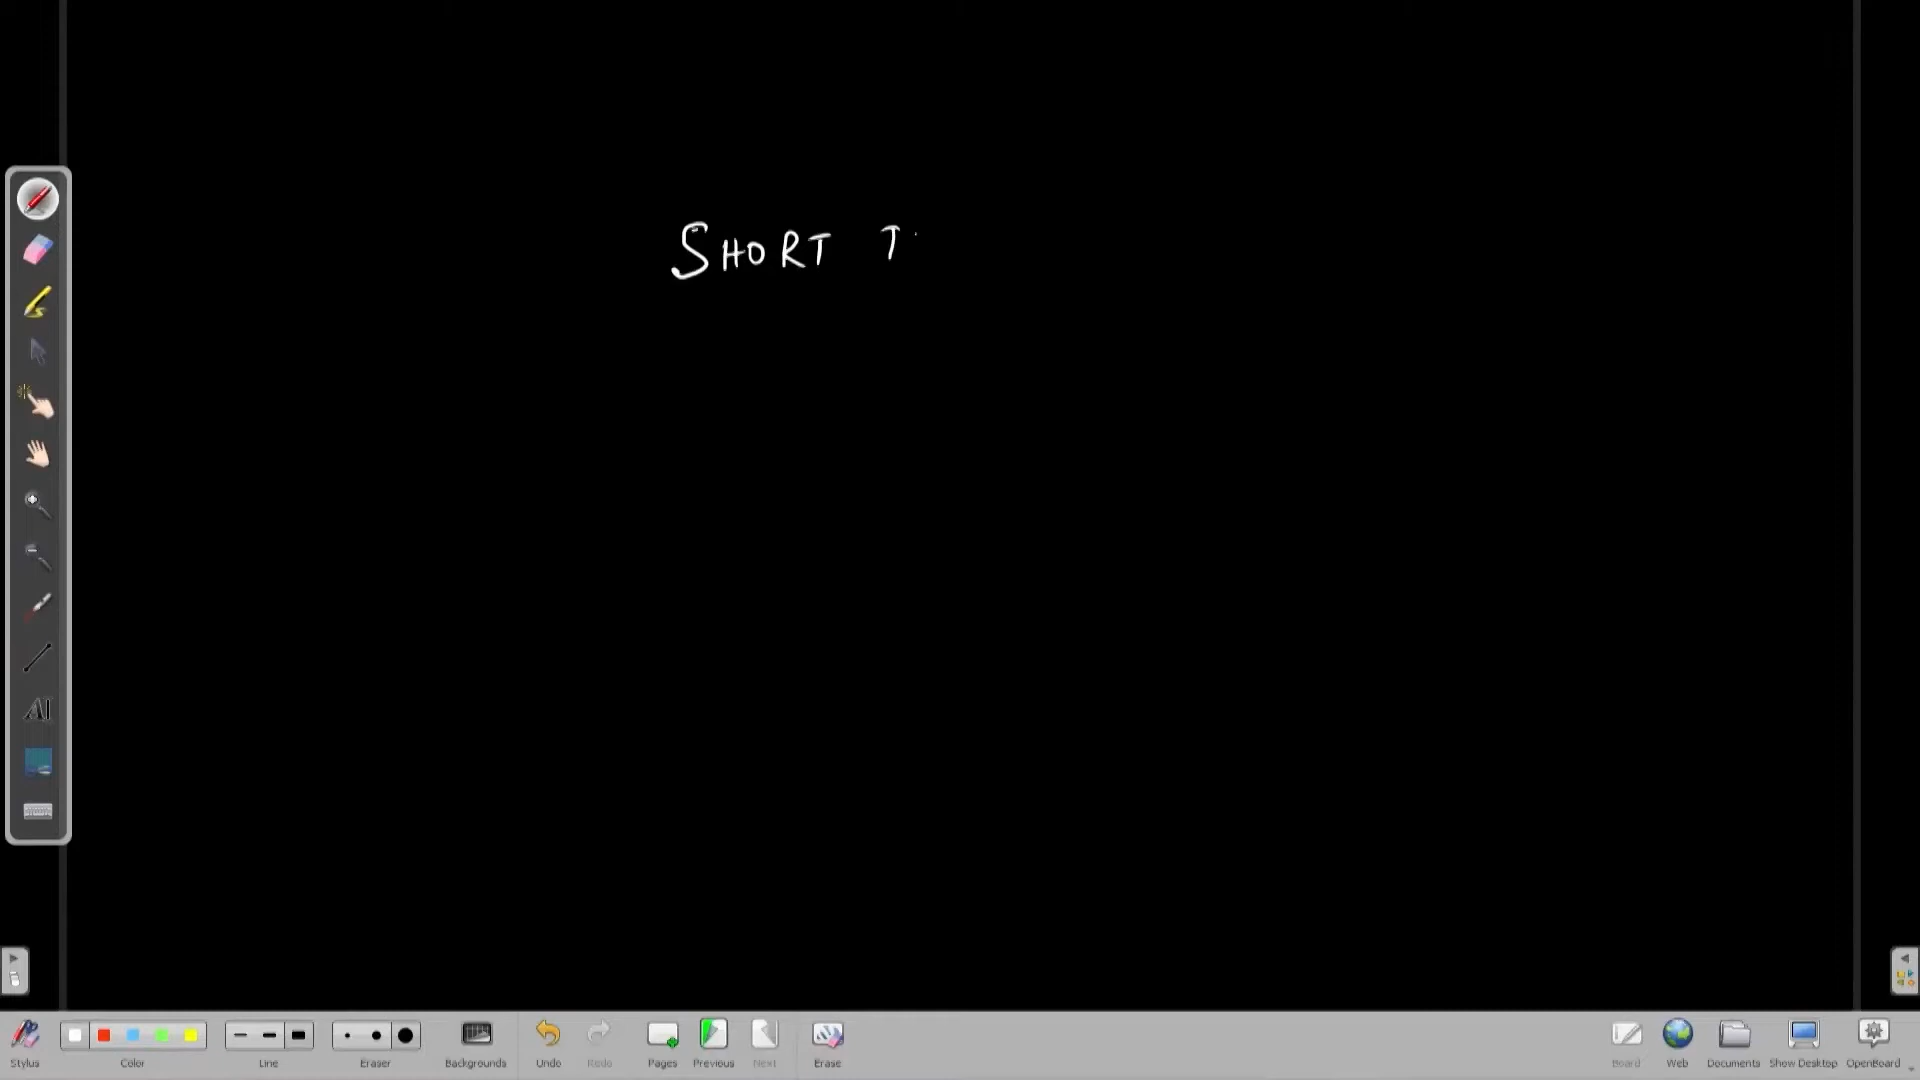 SHORT T
Stylus
Color
Line
Eraser
Backgrounds
Undo
Redo
Pages
Previous
Next
Erase
Board
Web
Documents
Show Desktop
OpenBoard